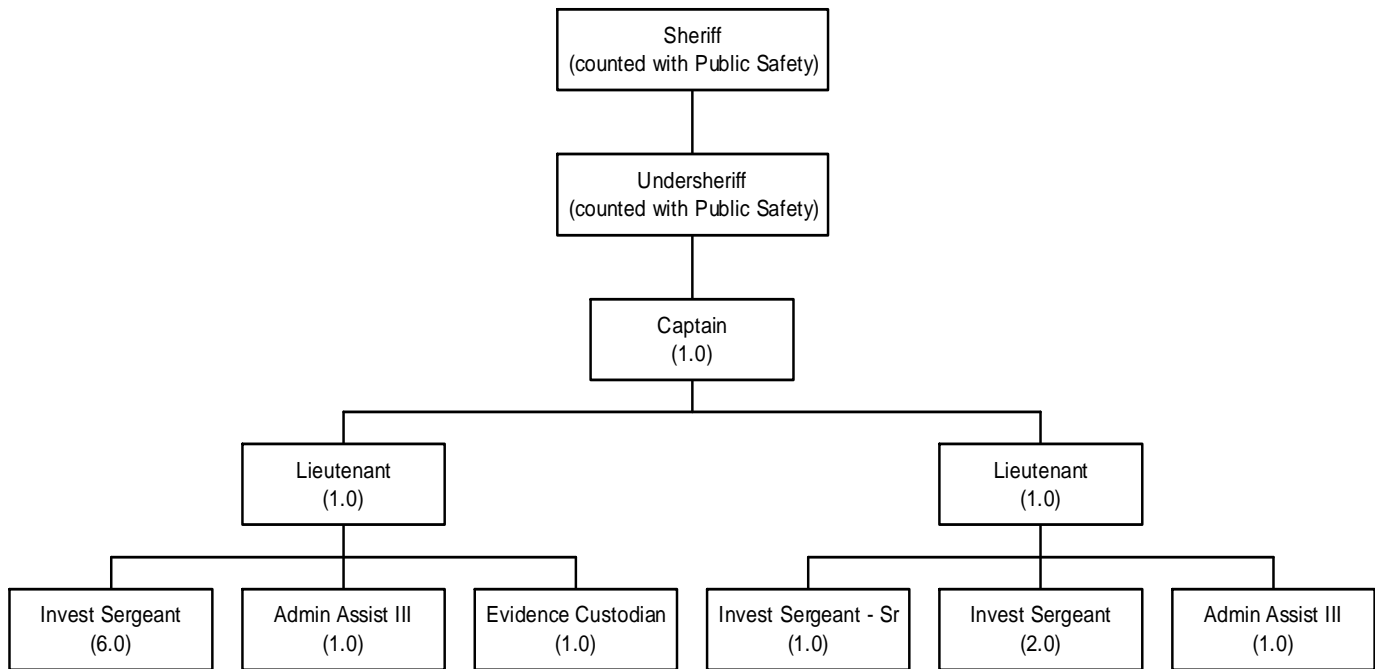 Sheriff
(counted with Public Safety)
Undersheriff
(counted with Public Safety)
Captain
(1.0)
Lieutenant
(1.0)
Lieutenant
(1.0)
Invest Sergeant
(6.0)
Admin Assist III
(1.0)
Evidence Custodian
(1.0)
Invest Sergeant - Sr
(1.0)
Invest Sergeant
(2.0)
Admin Assist III
(1.0)